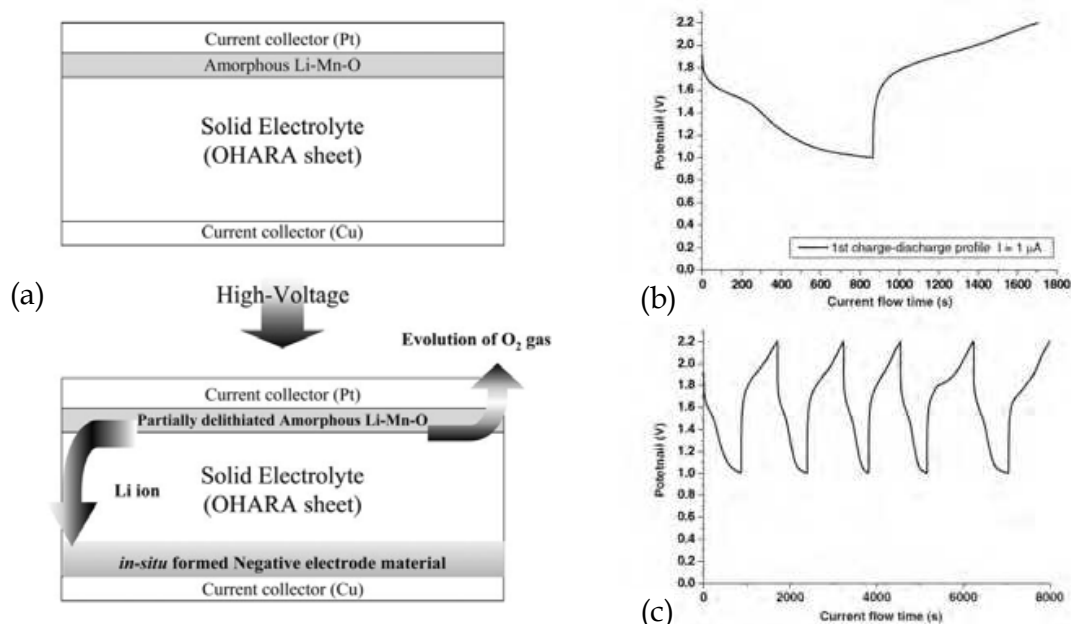 Current collector (Pt)
Amorphous Li-Mn-O
Solid Electrolyte
(OHARA sheet)
Current collector (Cu)
(a)
High-Voltage
Evolution of O2 gas
Current collector (Pt)
Partially delithiated Amorphous Li-Mn-O
Li ion
Solid Electrolyte
(OHARA sheet)
in-situ formed Negative electrode material
Current collector (Cu)
2.2
2.0
1.8
1.6
1.4
1.2
1.0
0.8
0.6
0.4
0.2
0.0
Potetnail (V)
1st charge-discharge profile I = 1 μA
0 200 400 600 800 1000 1200 1400 1600 1800
Current flow time (s)
(b)
2.2
2.0
1.8
1.6
1.4
1.2
1.0
0.8
0.6
0.4
0.2
0.0
Potetnail (V)
0 2000 4000 6000 8000
Current flow time (s)
(c)